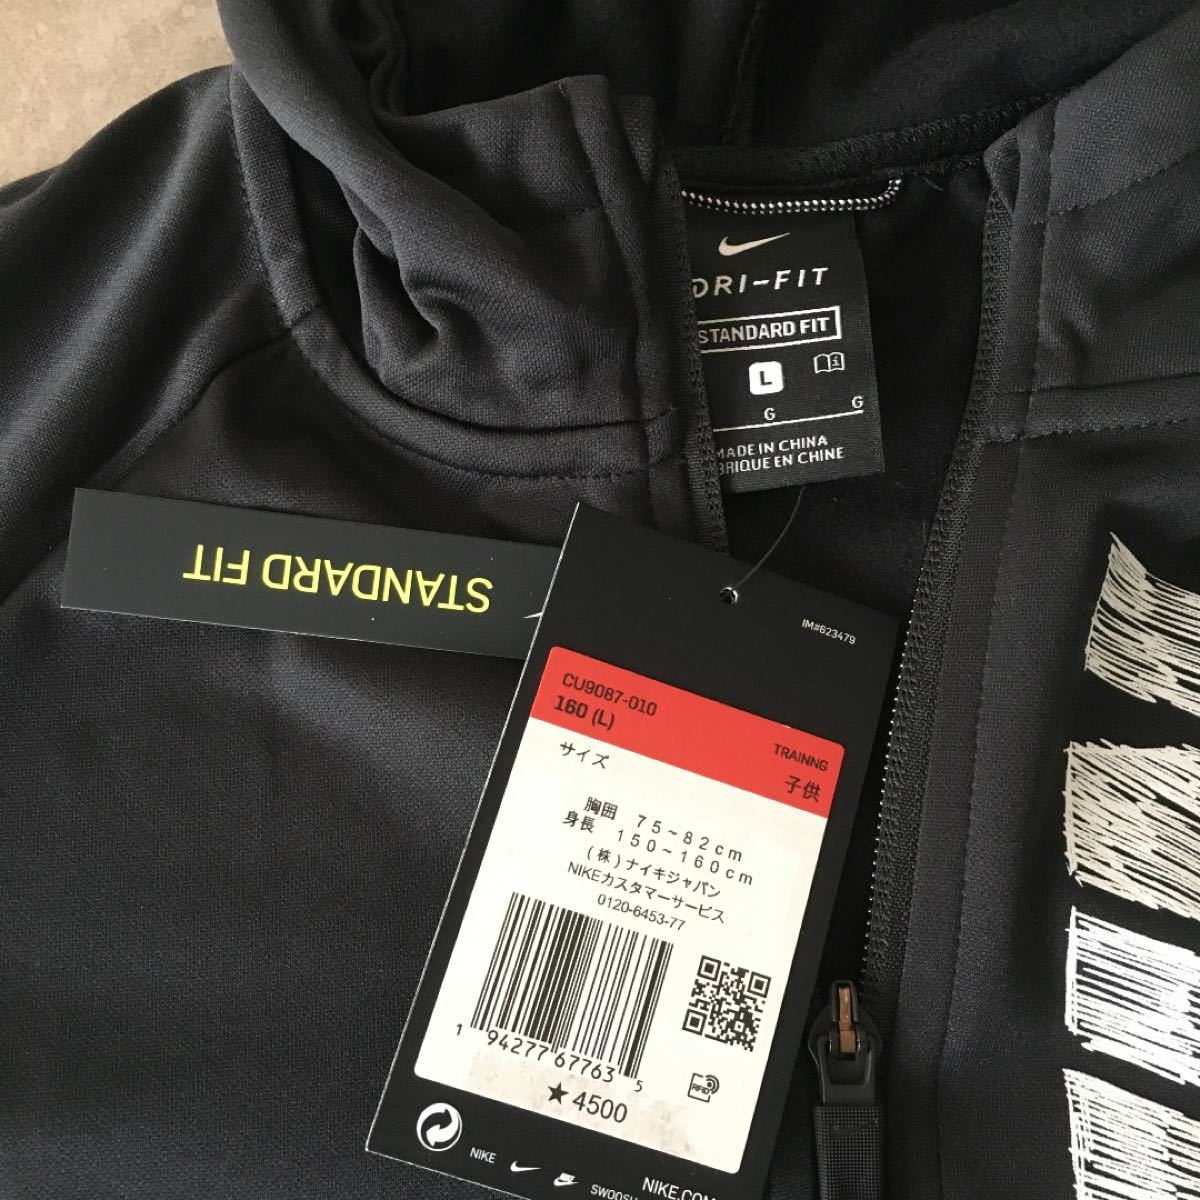 DRI-FIT
STANDARD FIT
L
G G
MADE IN CHINA
BRIQUE EN CHINE
STANDARD FIT
IM#623479
CU9087-010
160 (L)
TRAINNG
サイズ
子供
胸囲 75~82cm
身長 150~160cm
(株)ナイキジャパン
NIKEカスタマーサービス
0120-6453-77
1 94277 67763 5
RFID
★4500
NIKE
SWOOSH
NIKE.COM